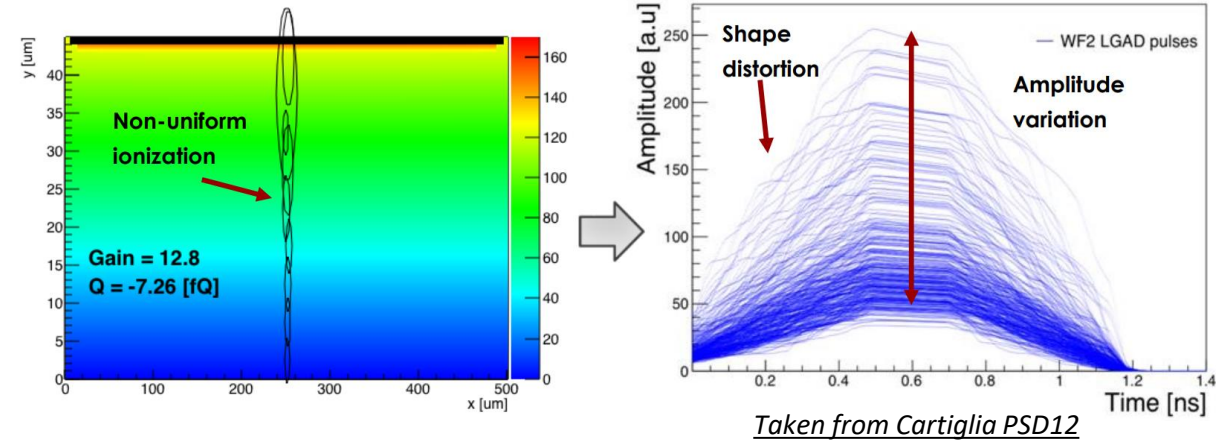 y [um]
40
35
30
25
20
15
10
5
0
Non-uniform
ionization
Gain = 12.8
Q = -7.26 [fQ]
0
100
200
300
400
500
x [um]
160
140
120
100
80
60
40
20
0
Amplitude [a.u]
250
200
150
100
50
0
Shape
distortion
WF2 LGAD pulses
Amplitude
variation
0.2
0.4
0.6
0.8
1
1.2
1.4
Time [ns]
Taken from Cartiglia PSD12